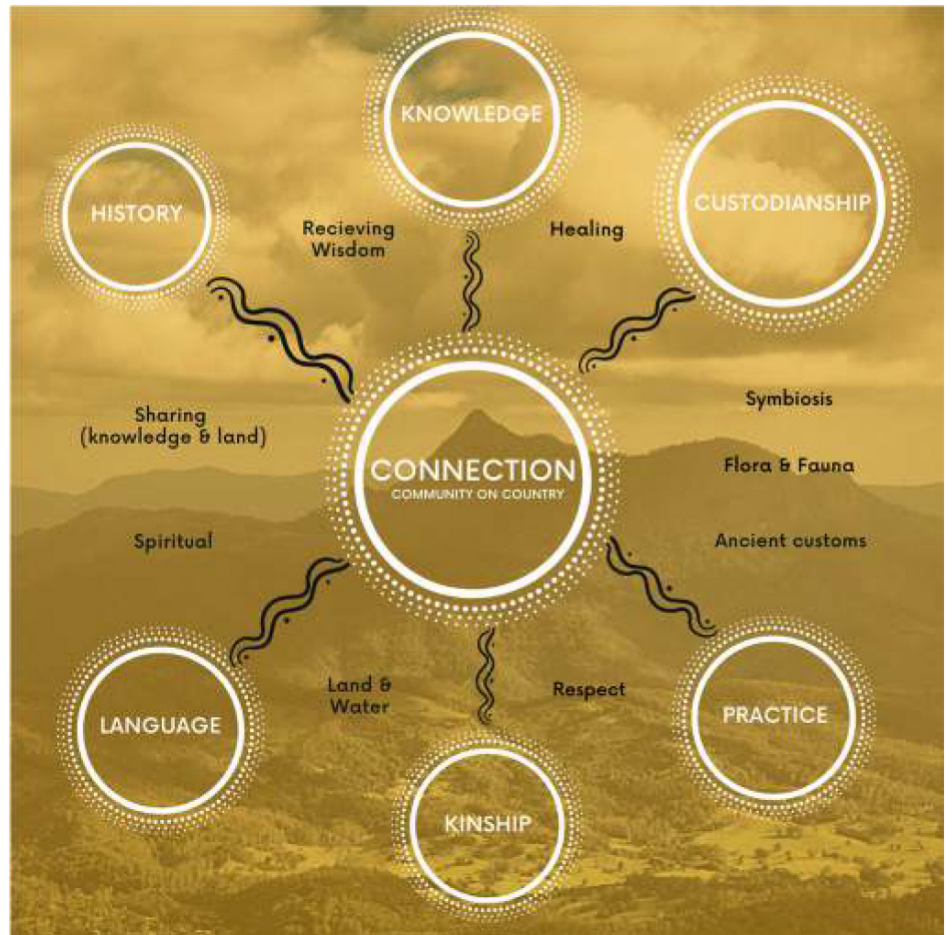 KNOWLEDGE
HISTORY
CUSTODIANSHIP
Recieving
Wisdom
Healing
Sharing
(knowledge & land)
Symbiosis
CONNECTION
COMMUNITY ON COUNTRY
Flora & Fauna
Spiritual
Ancient customs
Land &
Water
Respect
LANGUAGE
PRACTICE
KINSHIP